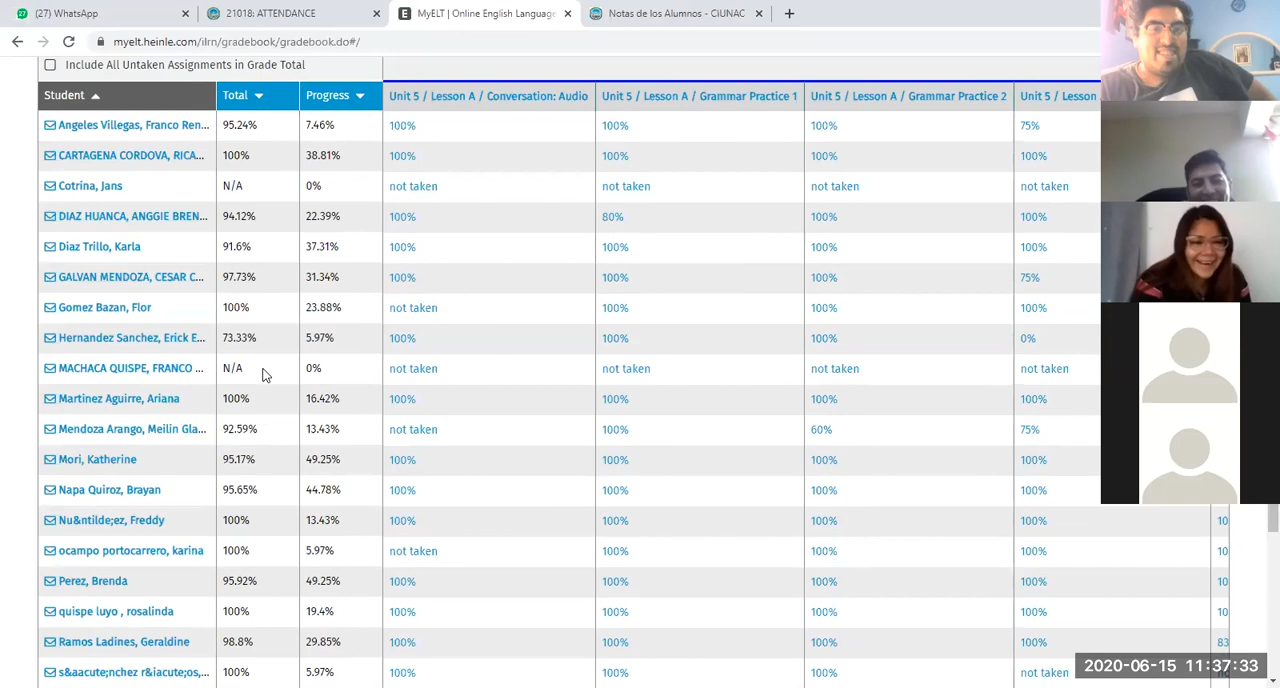 (27) WhatsApp
21018: ATTENDANCE
MyELT | Online English Language
Notas de los Alumnos - CIUNAC
myelt.heinle.com/ilrn/gradebook/gradebook.do#/
Include All Untaken Assignments in Grade Total
Student Total Progress Unit 5 / Lesson A / Conversation: Audio Unit 5 / Lesson A / Grammar Practice 1 Unit 5 / Lesson A / Grammar Practice 2 Unit 5 / Lesson
Angeles Villegas, Franco Ren... 95.24% 7.46% 100% 100% 100% 75%
CARTAGENA CORDOVA, RICA... 100% 38.81% 100% 100% 100% 100%
Cotrina, Jans N/A 0% not taken not taken not taken not taken
DIAZ HUANCA, ANGGIE BREN... 94.12% 22.39% 100% 80% 100% 100%
Diaz Trillo, Karla 91.6% 37.31% 100% 100% 100% 100%
GALVAN MENDOZA, CESAR C... 97.73% 31.34% 100% 100% 100% 75%
Gomez Bazan, Flor 100% 23.88% not taken 100% 100% 100%
Hernandez Sanchez, Erick E... 73.33% 5.97% 100% 100% 100% 0%
MACHACA QUISPE, FRANCO ... N/A 0% not taken not taken not taken not taken
Martinez Aguirre, Ariana 100% 16.42% 100% 100% 100% 100%
Mendoza Arango, Meilin Gla... 92.59% 13.43% not taken 100% 60% 75%
Mori, Katherine 95.17% 49.25% 100% 100% 100% 100%
Napa Quiroz, Brayan 95.65% 44.78% 100% 100% 100% 100%
Nu&ntilde;ez, Freddy 100% 13.43% 100% 100% 100% 100% 10
ocampo portocarrero, karina 100% 5.97% not taken 100% 100% 100% 10
Perez, Brenda 95.92% 49.25% 100% 100% 100% 100% 10
quispe luyo , rosalinda 100% 19.4% 100% 100% 100% 100% 10
Ramos Ladines, Geraldine 98.8% 29.85% 100% 100% 100% 100% 83
s&aacute;nchez r&iacute;os,... 100% 5.97% 100% 100% 100% not taken
2020-06-15 11:37:33